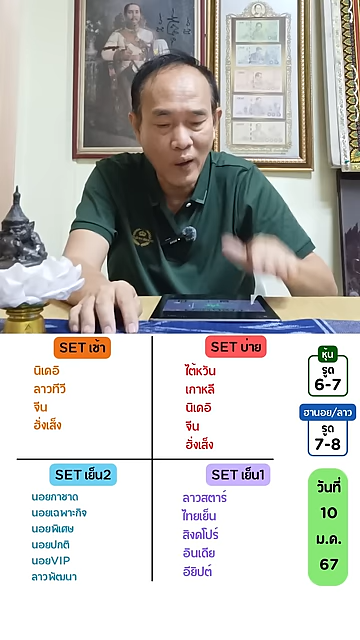 SET เช้า
นิเคอิ
ลาวทีวี
จีน
ฮั่งเส็ง
SET บ่าย
ไต้หวัน
เกาหลี
นิเคอิ
จีน
ฮั่งเส็ง
หุ้น
รูด
6-7
ฮานอย/ลาว
รูด
7-8
SET เย็น2
นอยกาชาด
นอยเฉพาะกิจ
นอยพิเศษ
นอยปกติ
นอยVIP
ลาวพัฒนา
SET เย็น1
ลาวสตาร์
ไทยเย็น
สิงคโปร์
อินเดีย
อียิปต์
วันที่
10
ม.ค.
67